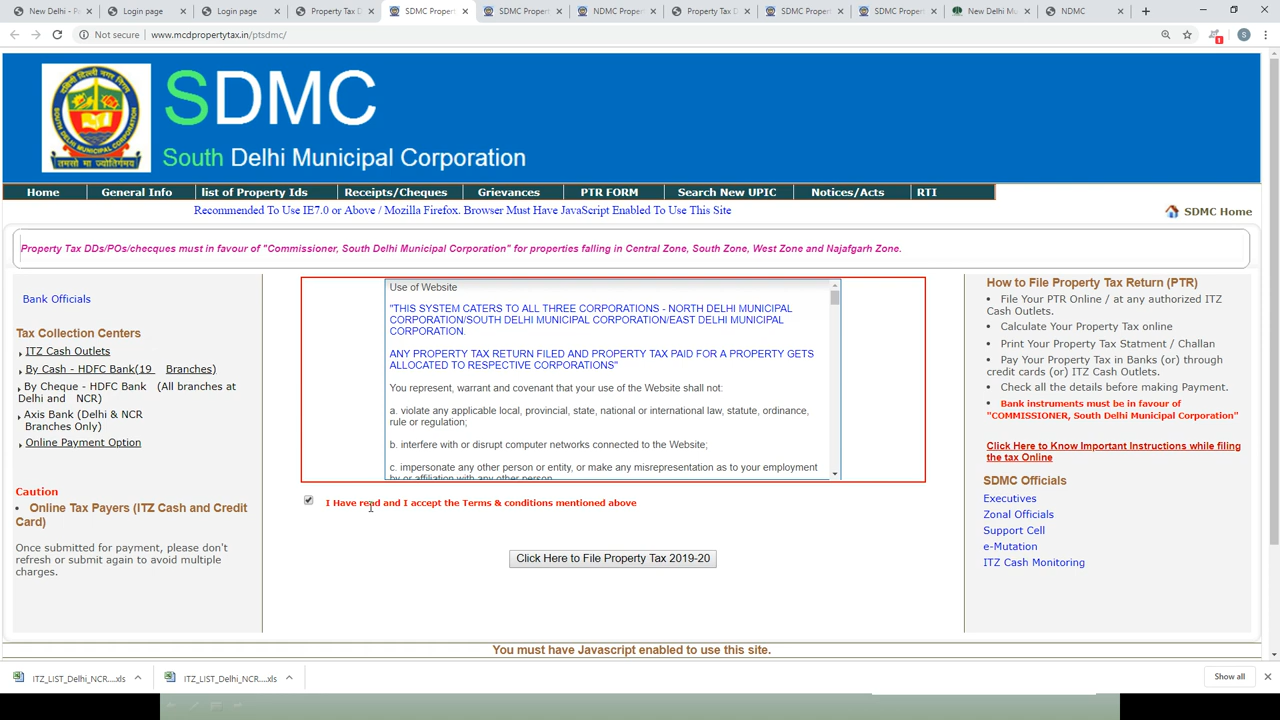 New Delhi - P
Login page
Login page
Property Tax D
SDMC Propert
SDMC Propert
NDMC Propert
Property Tax D
SDMC Propert
SDMC Propert
New Delhi Mu
NDMC
Not secure
www.mcdpropertytax.in/ptsdmc/
1
S
SDMC
South Delhi Municipal Corporation
Home
General Info
list of Property Ids
Receipts/Cheques
Grievances
PTR FORM
Search New UPIC
Notices/Acts
RTI
Recommended To Use IE7.0 or Above / Mozilla Firefox. Browser Must Have JavaScript Enabled To Use This Site
SDMC Home
Property Tax DDs/POs/checques must in favour of "Commissioner, South Delhi Municipal Corporation" for properties falling in Central Zone, South Zone, West Zone and Najafgarh Zone.
Bank Officials
Tax Collection Centers
ITZ Cash Outlets
By Cash - HDFC Bank(19 Branches)
By Cheque - HDFC Bank (All branches at
Delhi and NCR)
Axis Bank (Delhi & NCR
Branches Only)
Online Payment Option
Caution
• Online Tax Payers (ITZ Cash and Credit
Card)
Once submitted for payment, please don't
refresh or submit again to avoid multiple
charges.
Use of Website
"THIS SYSTEM CATERS TO ALL THREE CORPORATIONS - NORTH DELHI MUNICIPAL
CORPORATION/SOUTH DELHI MUNICIPAL CORPORATION/EAST DELHI MUNICIPAL
CORPORATION.
ANY PROPERTY TAX RETURN FILED AND PROPERTY TAX PAID FOR A PROPERTY GETS
ALLOCATED TO RESPECTIVE CORPORATIONS"
You represent, warrant and covenant that your use of the Website shall not:
a. violate any applicable local, provincial, state, national or international law, statute, ordinance,
rule or regulation;
b. interfere with or disrupt computer networks connected to the Website;
c. impersonate any other person or entity, or make any misrepresentation as to your employment
by or affiliation with any other person
I Have read and I accept the Terms & conditions mentioned above
Click Here to File Property Tax 2019-20
How to File Property Tax Return (PTR)
• File Your PTR Online / at any authorized ITZ
Cash Outlets.
• Calculate Your Property Tax online
• Print Your Property Tax Statment / Challan
• Pay Your Property Tax in Banks (or) through
credit cards (or) ITZ Cash Outlets.
• Check all the details before making Payment.
• Bank instruments must be in favour of
"COMMISSIONER, South Delhi Municipal Corporation"
Click Here to Know Important Instructions while filing
the tax Online
SDMC Officials
Executives
Zonal Officials
Support Cell
e-Mutation
ITZ Cash Monitoring
You must have Javascript enabled to use this site.
ITZ_LIST_Delhi_NCR....xls
ITZ_LIST_Delhi_NCR....xls
Show all